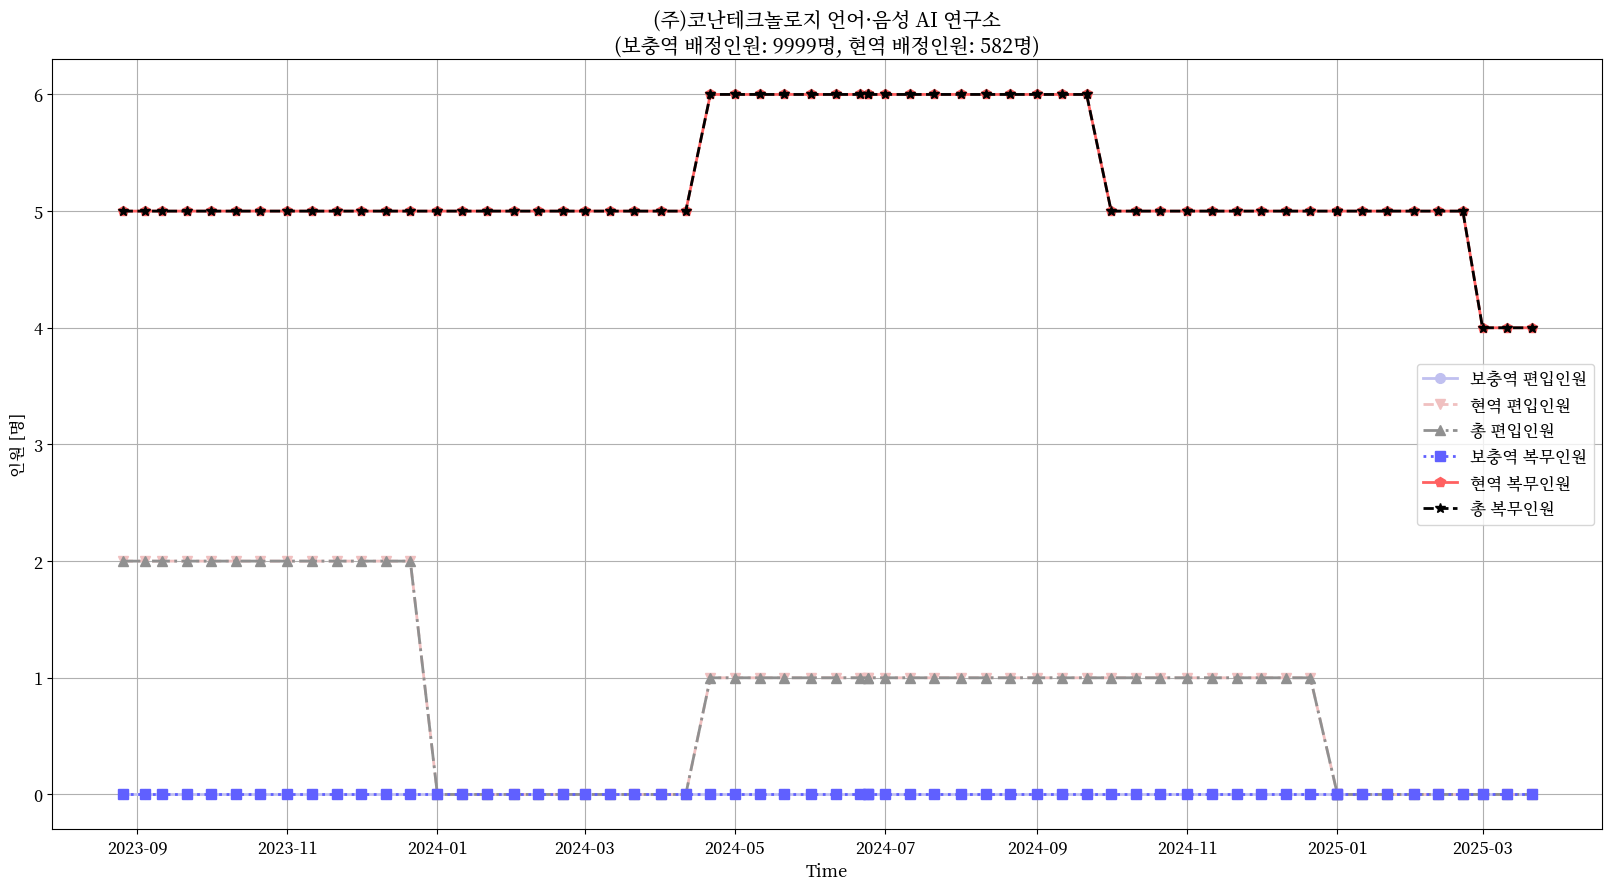 (주)코난테크놀로지 언어·음성 AI 연구소
(보충역 배정인원: 9999명, 현역 배정인원: 582명)
6
5
4
3
2
1
0
인원 [명]
보충역 편입인원
현역 편입인원
총 편입인원
보충역 복무인원
현역 복무인원
총 복무인원
2023-09 2023-11 2024-01 2024-03 2024-05 2024-07 2024-09 2024-11 2025-01 2025-03
Time